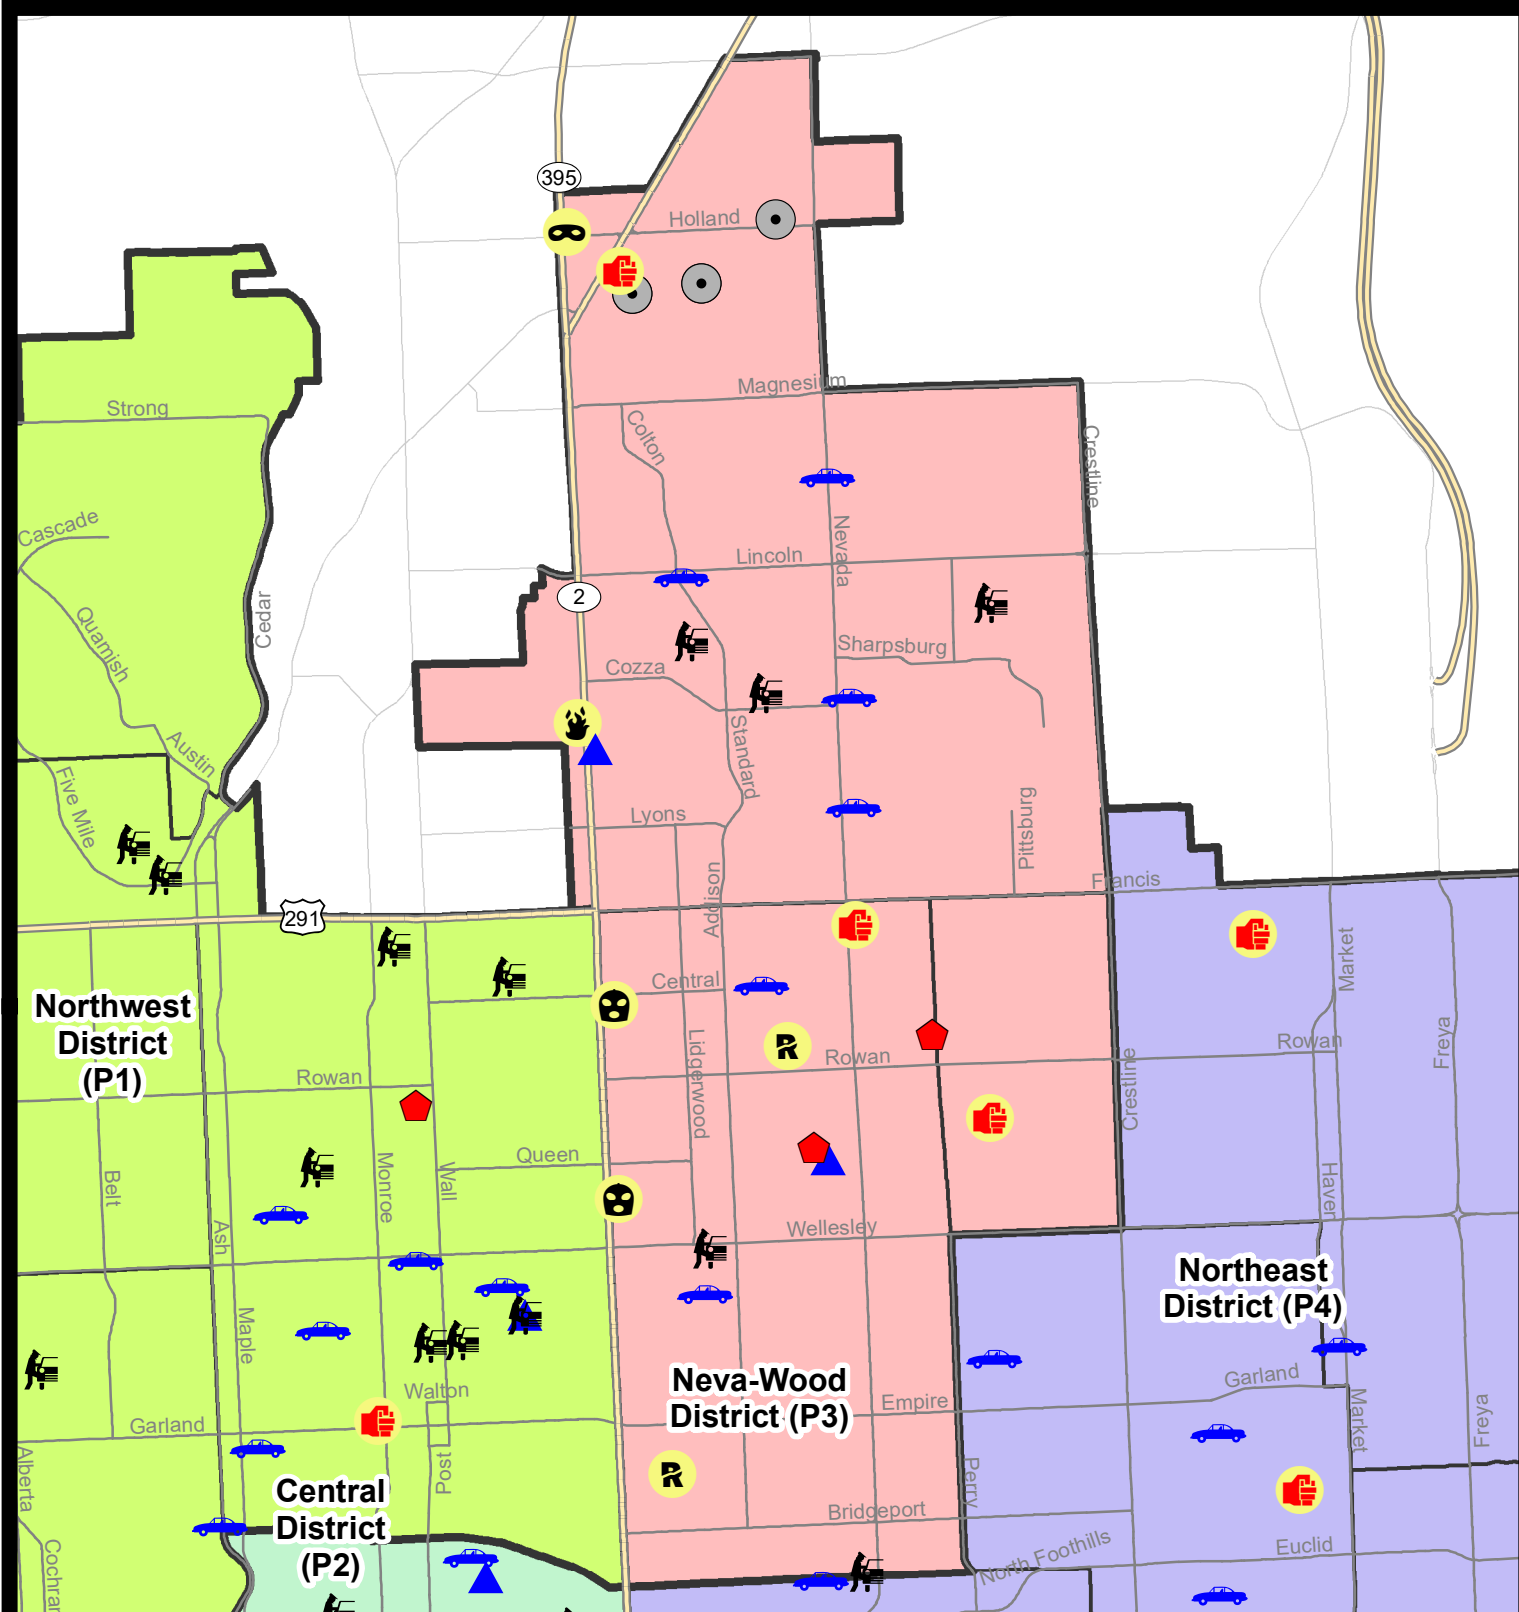 395
Holland
Magnesium
Strong
Colton
Crestline
Cascade
Nevada
Lincoln
2
Cedar
Quamish
Sharpsburg
Cozza
Austin
Standard
Five Mile
Lyons
Pittsburg
Addison
Francis
291
Market
Central
Northwest
District
(P1)
Freya
Rowan
Rowan
Rowan
Lidgerwood
Crestline
Queen
Belt
Monroe
Wall
Haven
Ash
Wellesley
Northeast
District (P4)
Maple
Neva-Wood
District (P3)
Walton
Garland
Empire
Garland
Market
Freya
Alberta
Post
Perry
Central
District
(P2)
Bridgeport
North Foothills
Euclid
Cochran